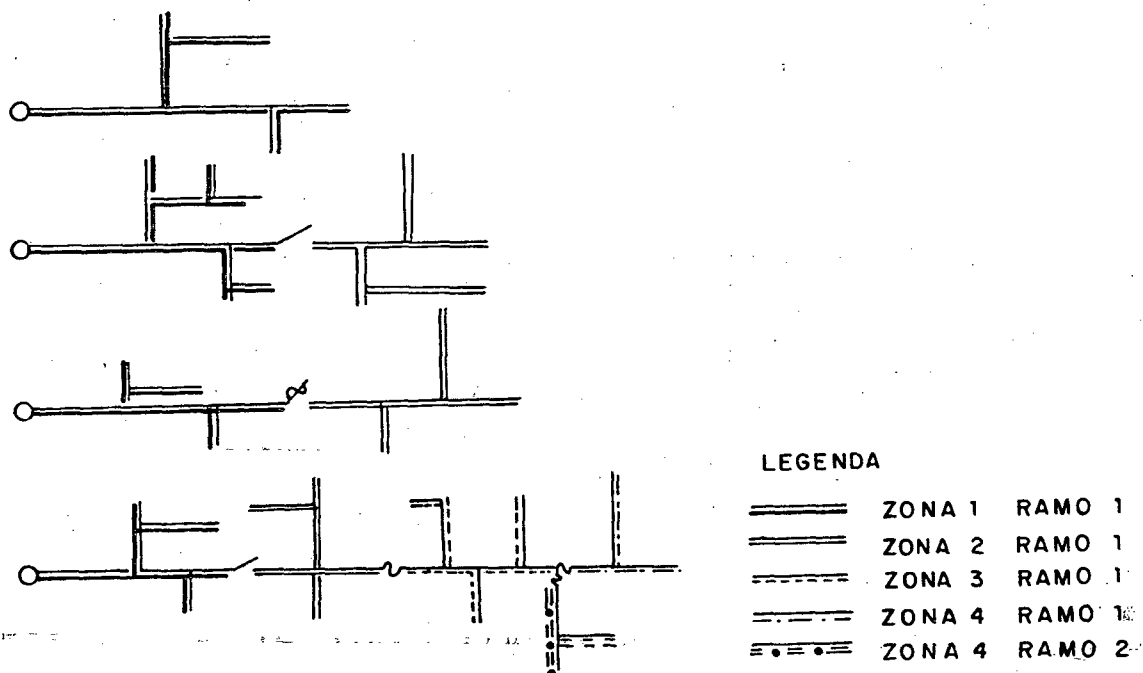 LEGENDA
ZONA 1 RAMO 1
ZONA 2 RAMO 1
ZONA 3 RAMO 1
ZONA 4 RAMO 1
ZONA 4 RAMO 2